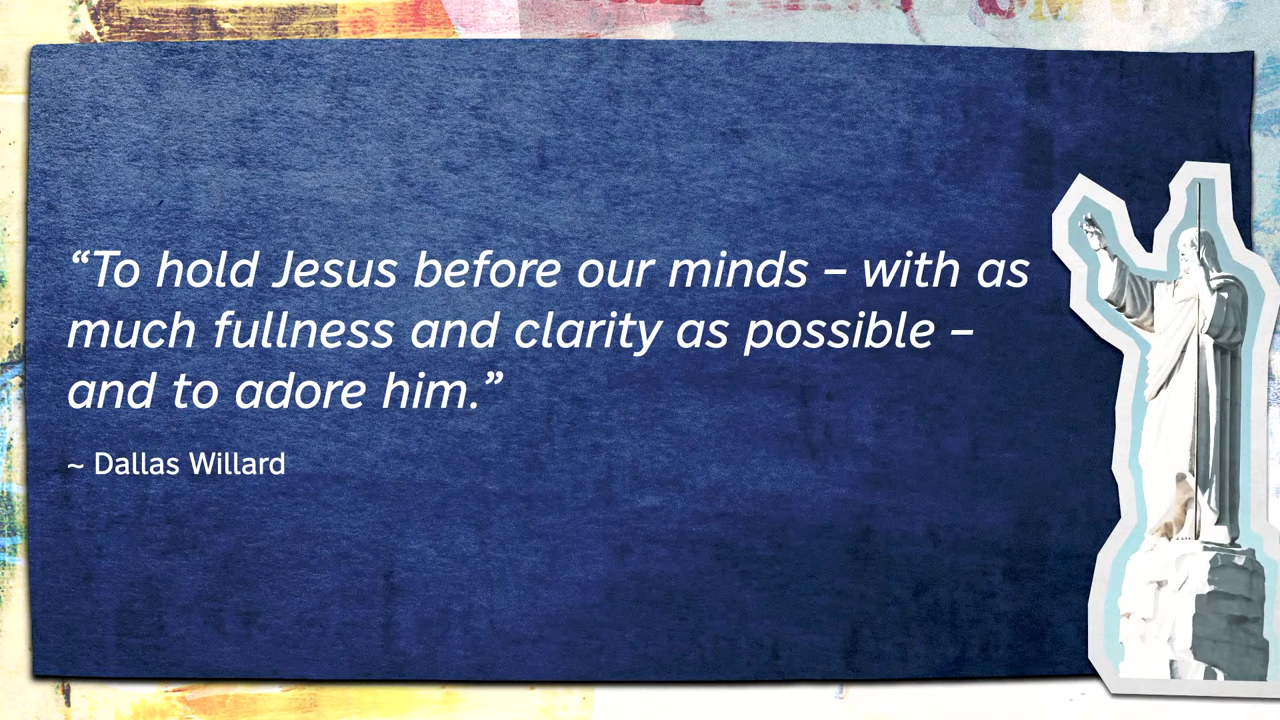 “To hold Jesus before our minds – with as
much fullness and clarity as possible –
and to adore him.”
~ Dallas Willard